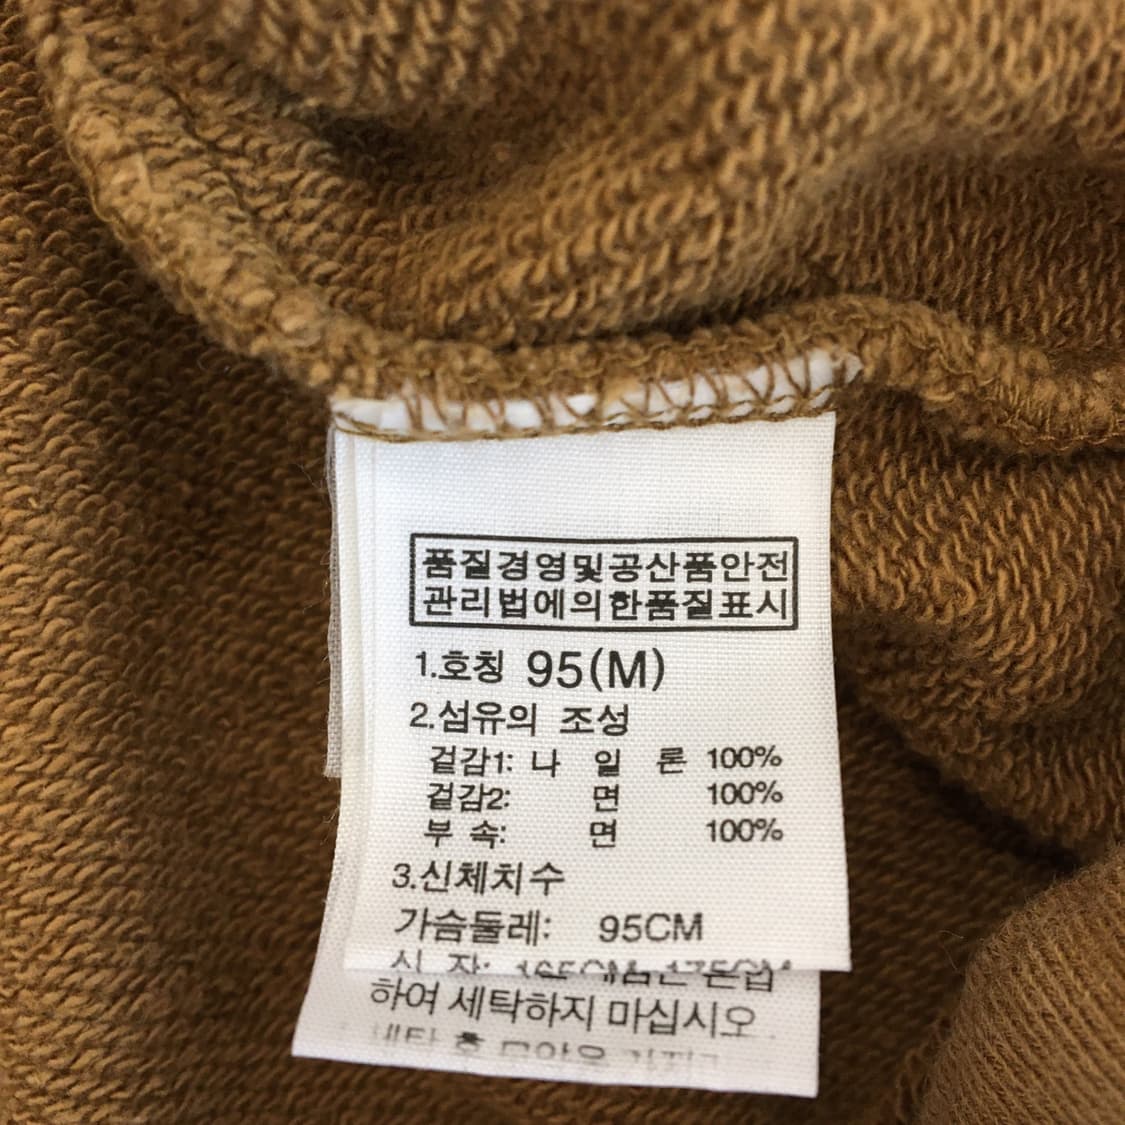 품질경영및공산품안전
관리법에의한품질표시
1.호칭 95(M)
2.섬유의 조성
겉감1: 나 일 론 100%
겉감2: 면 100%
부 속: 면 100%
3.신체치수
가슴둘레: 95CM
하여 세탁하지 마십시오